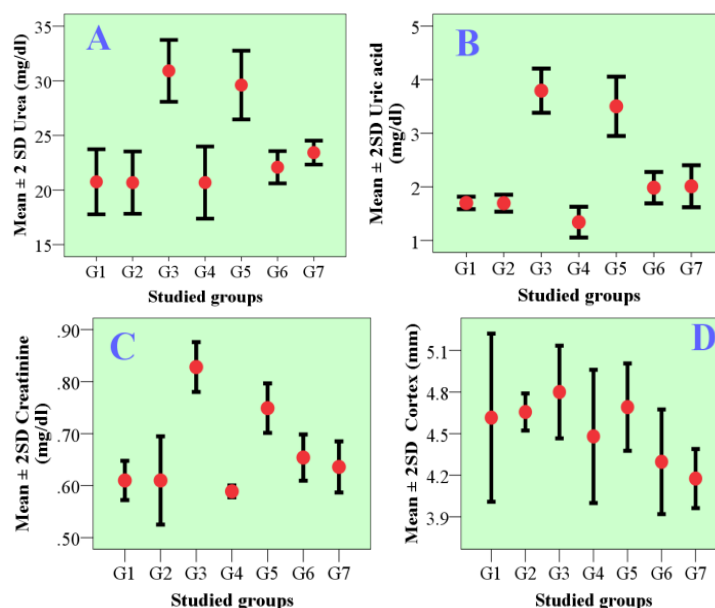 A
Mean ± 2 SD Urea (mg/dl)
35
30
25
20
15
G1 G2 G3 G4 G5 G6 G7
Studied groups
B
Mean ± 2SD Uric acid
(mg/dl)
5
4
3
2
1
G1 G2 G3 G4 G5 G6 G7
Studied groups
C
Mean ± 2SD Creatinine
(mg/dl)
.90
.80
.70
.60
.50
G1 G2 G3 G4 G5 G6 G7
Studied groups
D
Mean ± 2SD Cortex (mm)
5.1
4.8
4.5
4.2
3.9
G1 G2 G3 G4 G5 G6 G7
Studied groups